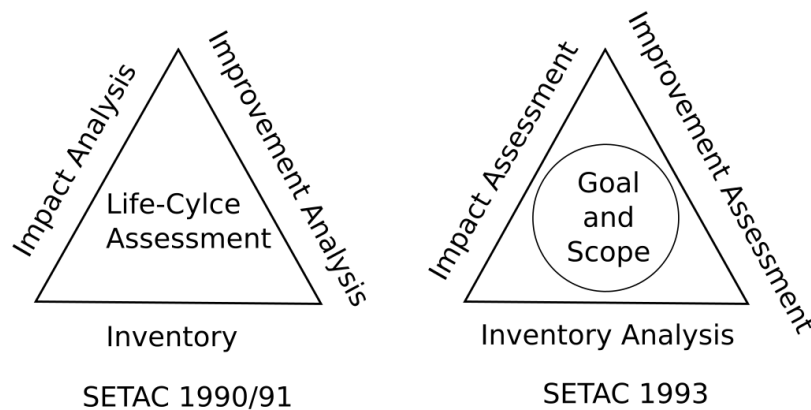 Impact Analysis
Improvement Analysis
Life-Cylce
Assessment
Inventory
SETAC 1990/91
Impact Assessment
Improvement Assessment
Goal
and
Scope
Inventory Analysis
SETAC 1993